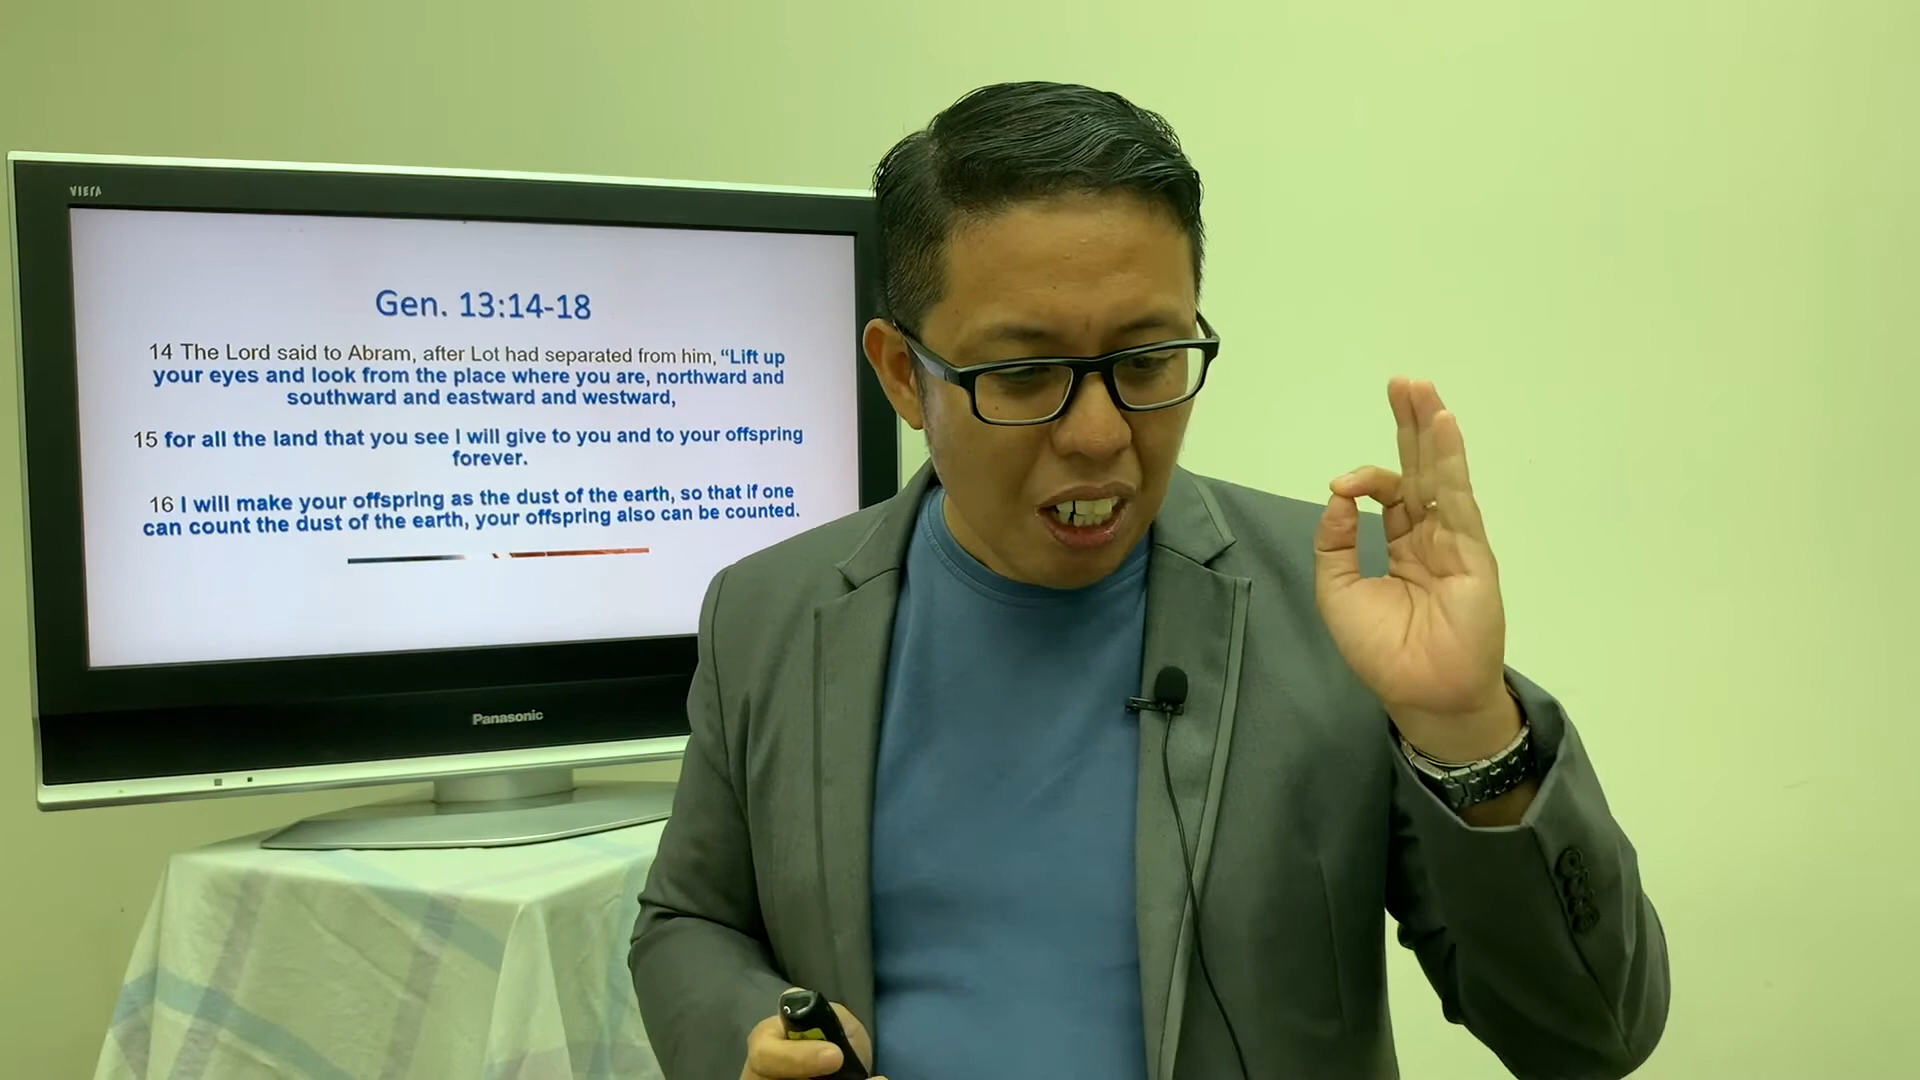 VIERA
Gen. 13:14-18
14 The Lord said to Abram, after Lot had separated from him, “Lift up
your eyes and look from the place where you are, northward and
southward and eastward and westward,
15 for all the land that you see I will give to you and to your offspring
forever.
16 I will make your offspring as the dust of the earth, so that if one
can count the dust of the earth, your offspring also can be counted.
Panasonic